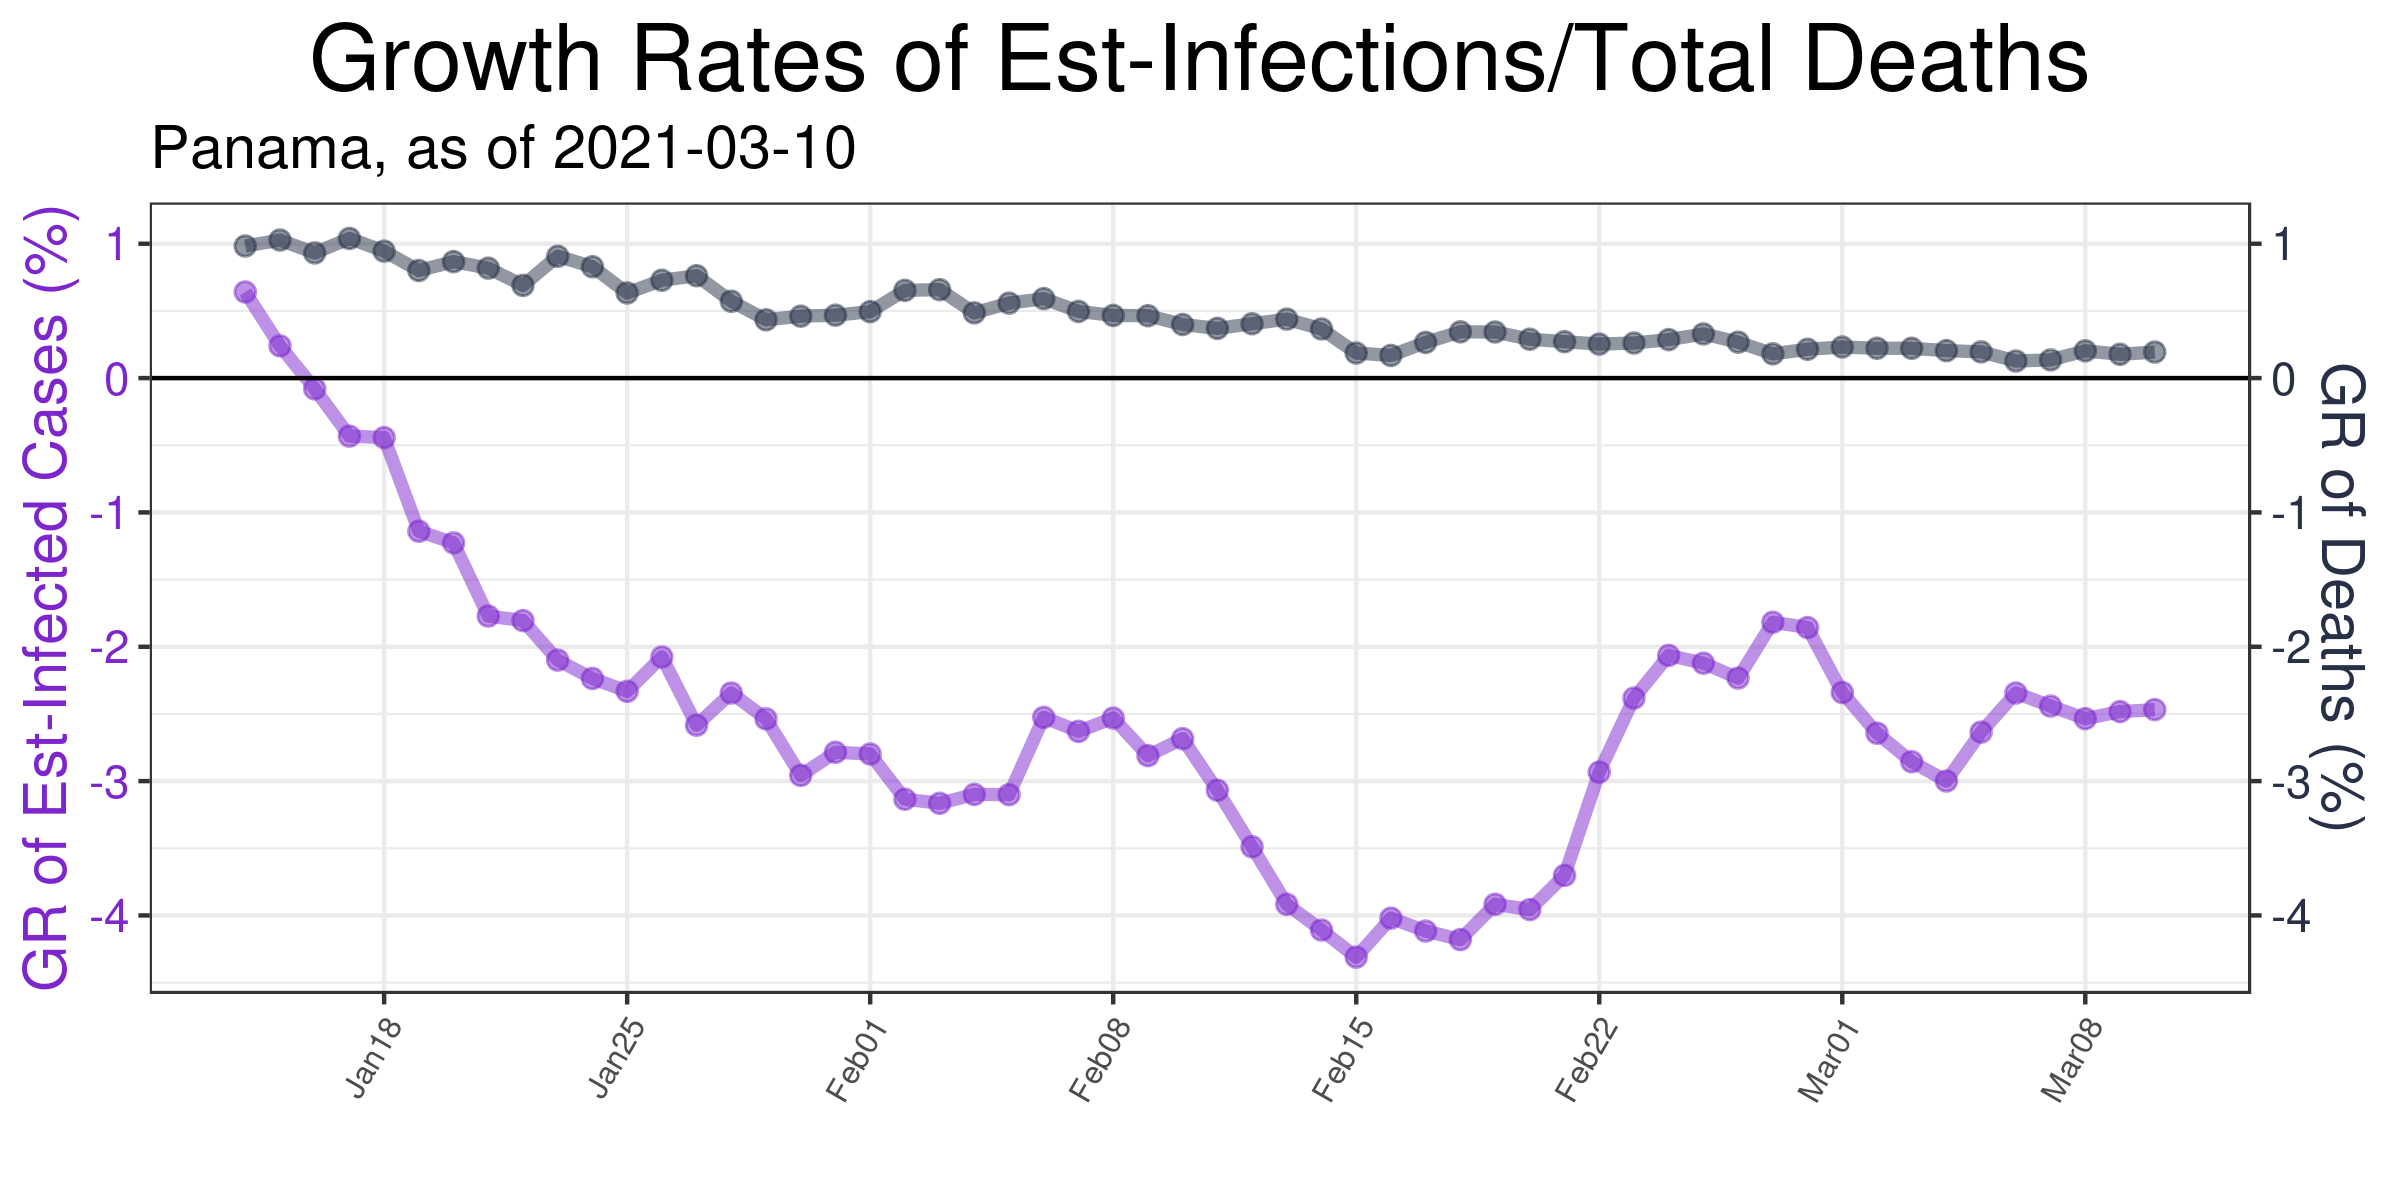 Growth Rates of Est-Infections/Total Deaths
Panama, as of 2021-03-10
GR of Est-Infected Cases (%)
1
0
-1
-2
-3
-4
1
0
-1
-2
-3
-4
GR of Deaths (%)
Jan18
Jan25
Feb01
Feb08
Feb15
Feb22
Mar01
Mar08